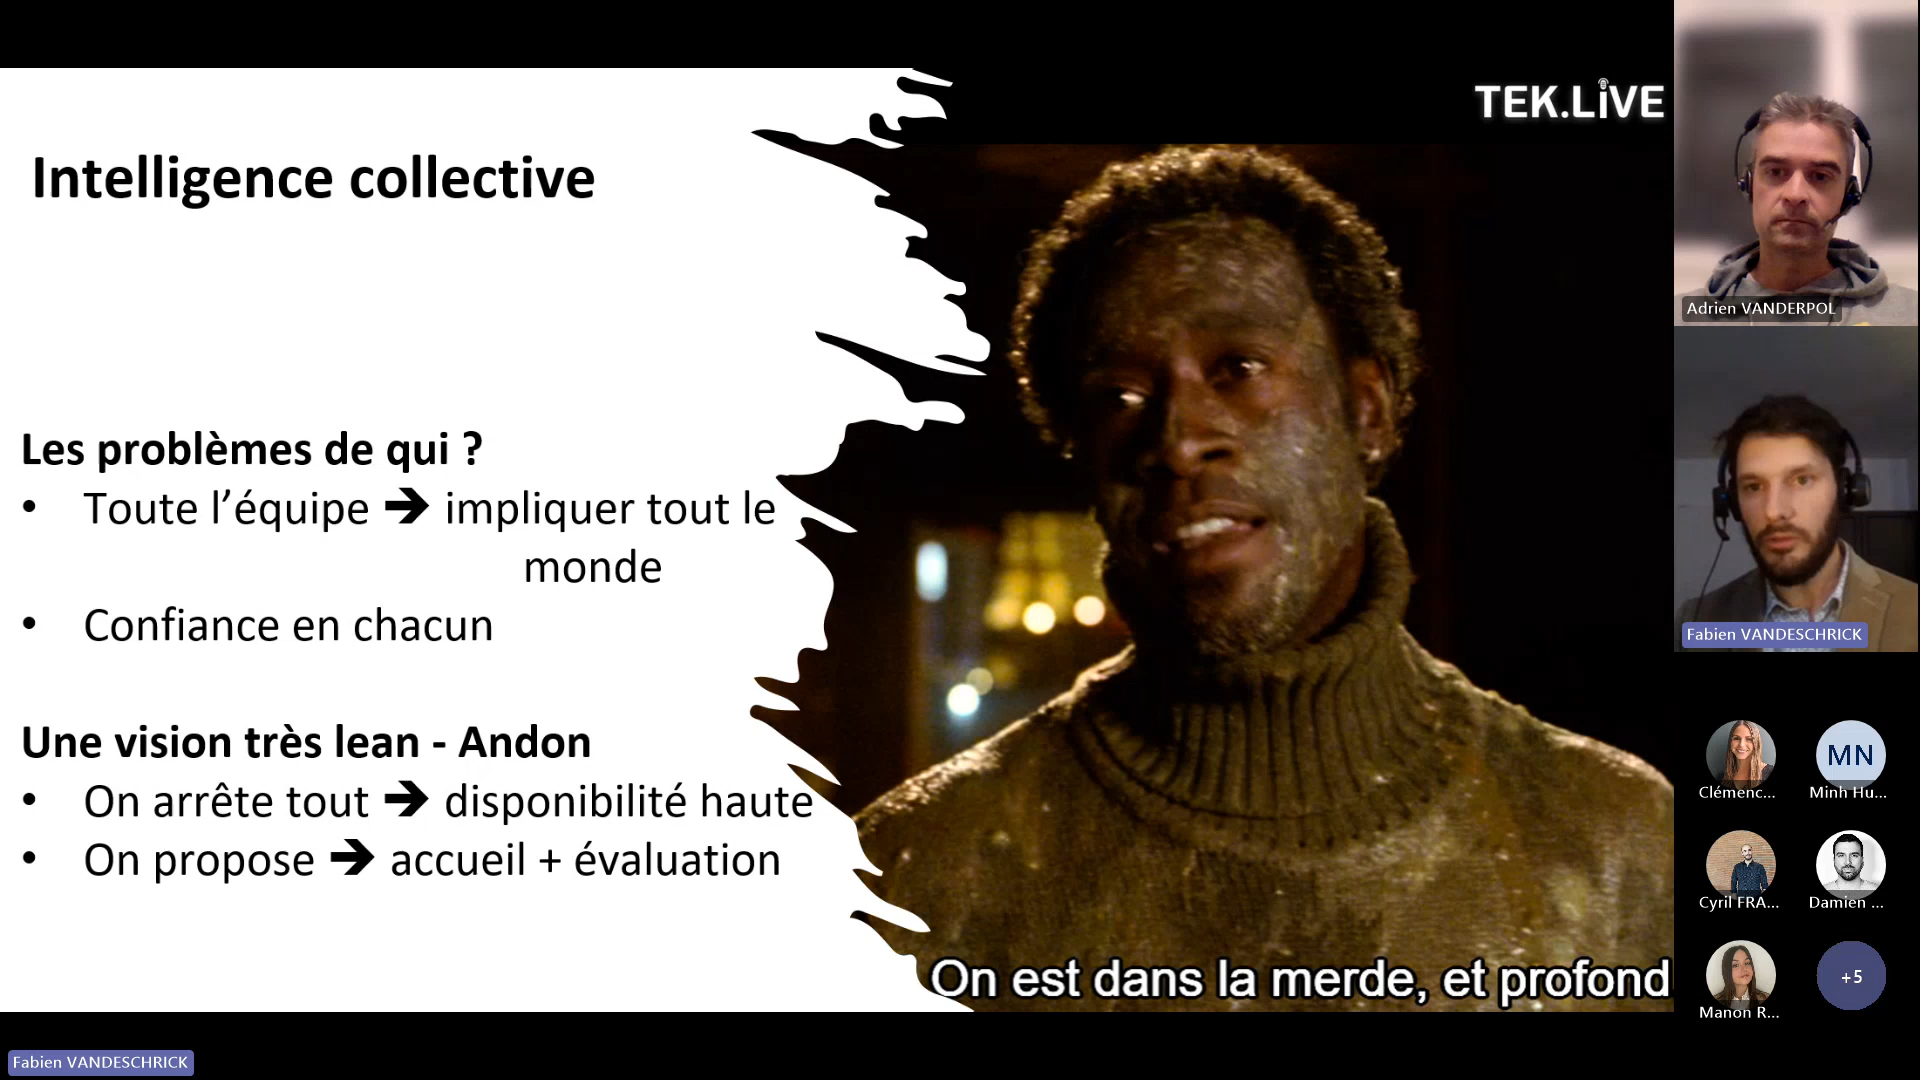 TEK.LiVE
Intelligence collective
Les problèmes de qui ?
• Toute l’équipe ➔ impliquer tout le
monde
• Confiance en chacun
Une vision très lean - Andon
• On arrête tout ➔ disponibilité haute
• On propose ➔ accueil + évaluation
On est dans la merde, et profond
Adrien VANDERPOL
Fabien VANDESCHRICK
MN
Clémenc...
Minh Hu...
Cyril FRA...
Damien ...
+5
Manon R...
Fabien VANDESCHRICK